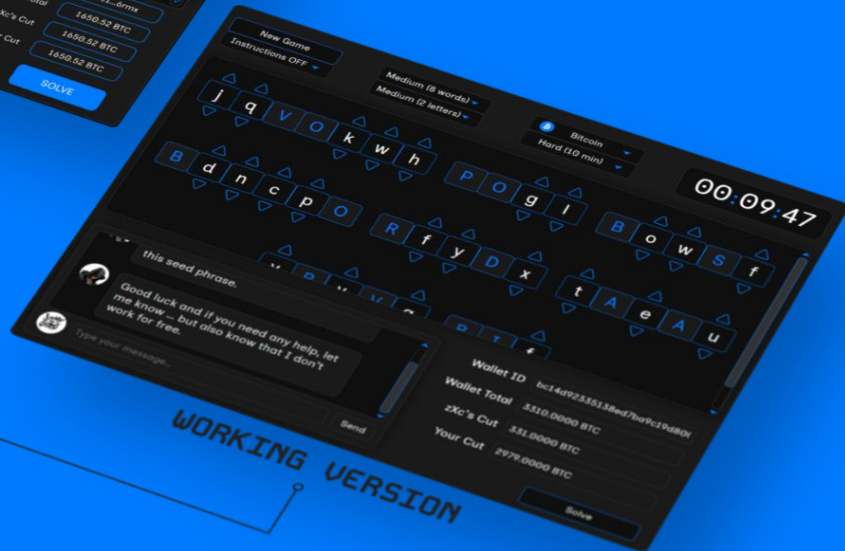 6rmx
1650.52 BTC
zXc's Cut
1650.52 BTC
Cut
1650.52 BTC
SOLVE
New Game
Instructions OFF
Medium (8 words)
Medium (2 letters)
Bitcoin
Hard (10 min)
00:09:47
j q V O k w h
P O g l
B o w S f
B d n c p O
R f y D x
t A e A u
this seed phrase.
Good luck and if you need any help, let
me know – but also know that I don't
work for free.
Type your message...
Send
Wallet ID
Wallet Total 3310.0000 BTC
zXc's Cut 331.0000 BTC
Your Cut 2979.0000 BTC
Solve
WORKING VERSION